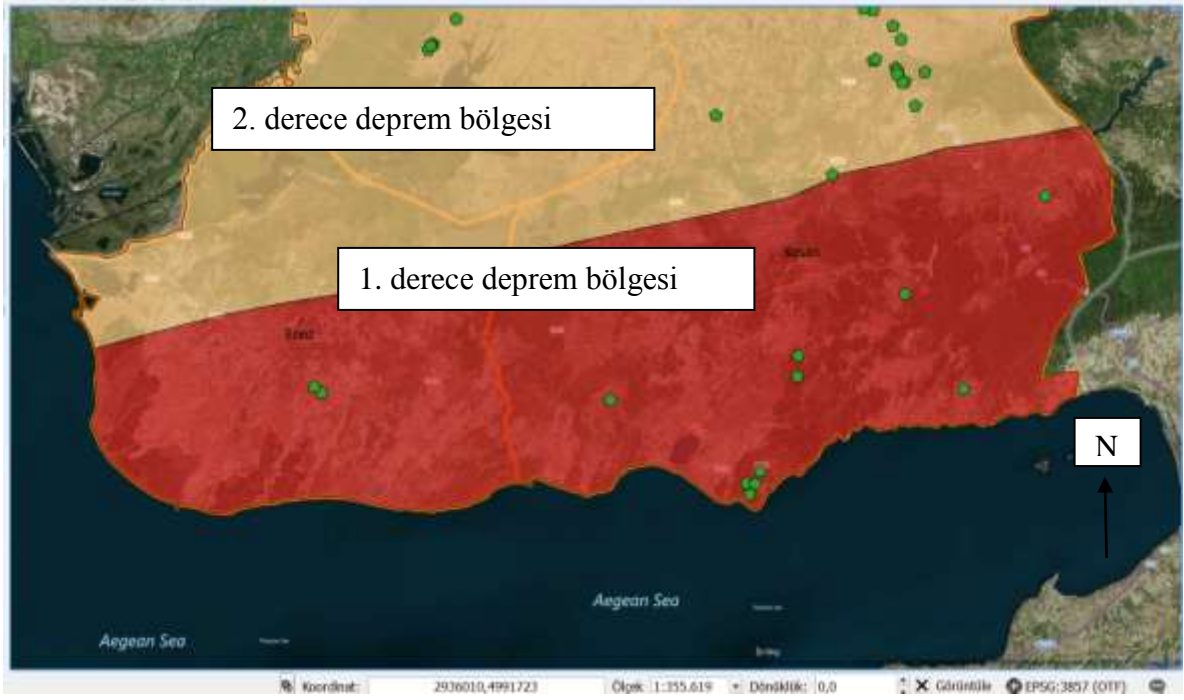 2. derece deprem bölgesi
1. derece deprem bölgesi
Keşan
Enez
N
Aegean Sea
Aegean Sea
Koordinat: 2936010,4991723 Ölçek 1:355.619 Dönüklük: 0,0 Görüntüle EPSG:3857 (OTF)